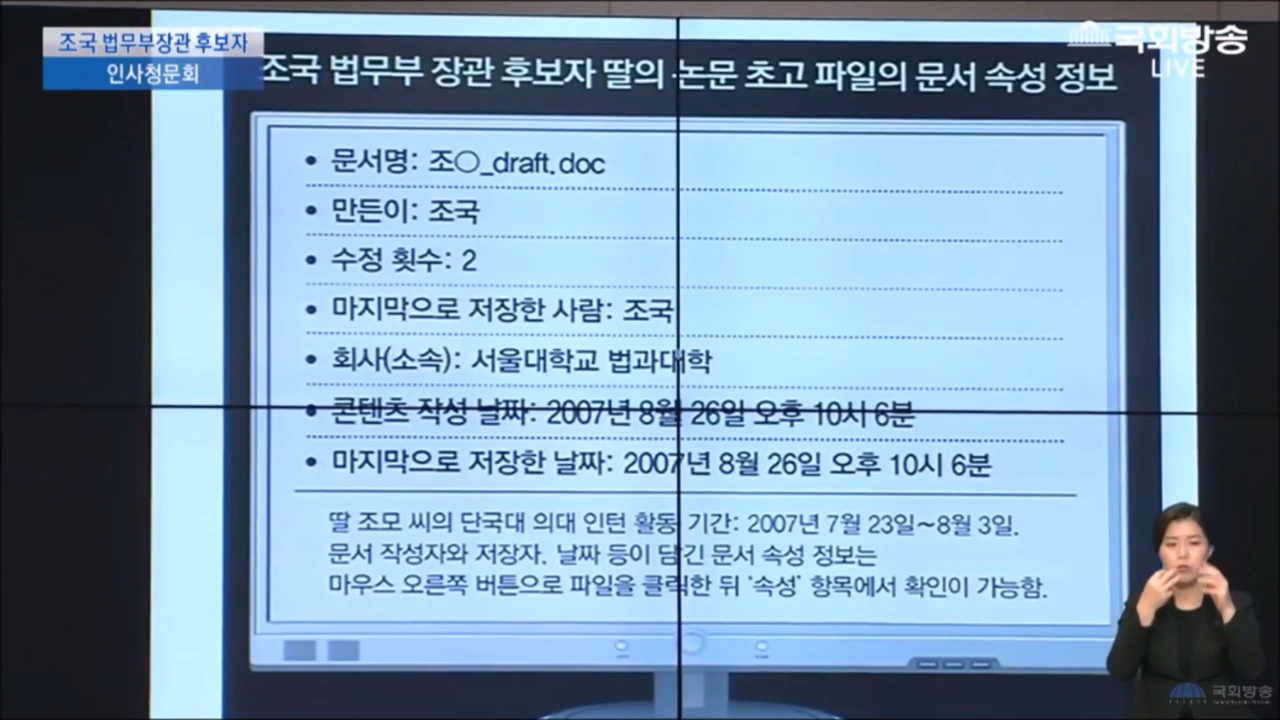 조국 법무부장관 후보자
인사청문회
국회방송
LIVE
조국 법무부 장관 후보자 딸의 논문 초고 파일의 문서 속성 정보
• 문서명: 조○_draft.doc
• 만든이: 조국
• 수정 횟수: 2
• 마지막으로 저장한 사람: 조국
• 회사(소속): 서울대학교 법과대학
• 콘텐츠 작성 날짜: 2007년 8월 26일 오후 10시 6분
• 마지막으로 저장한 날짜: 2007년 8월 26일 오후 10시 6분
딸 조모 씨의 단국대 의대 인턴 활동 기간: 2007년 7월 23일~8월 3일.
문서 작성자와 저장자, 날짜 등이 담긴 문서 속성 정보는
마우스 오른쪽 버튼으로 파일을 클릭한 뒤 ‘속성’ 항목에서 확인이 가능함.
국회방송